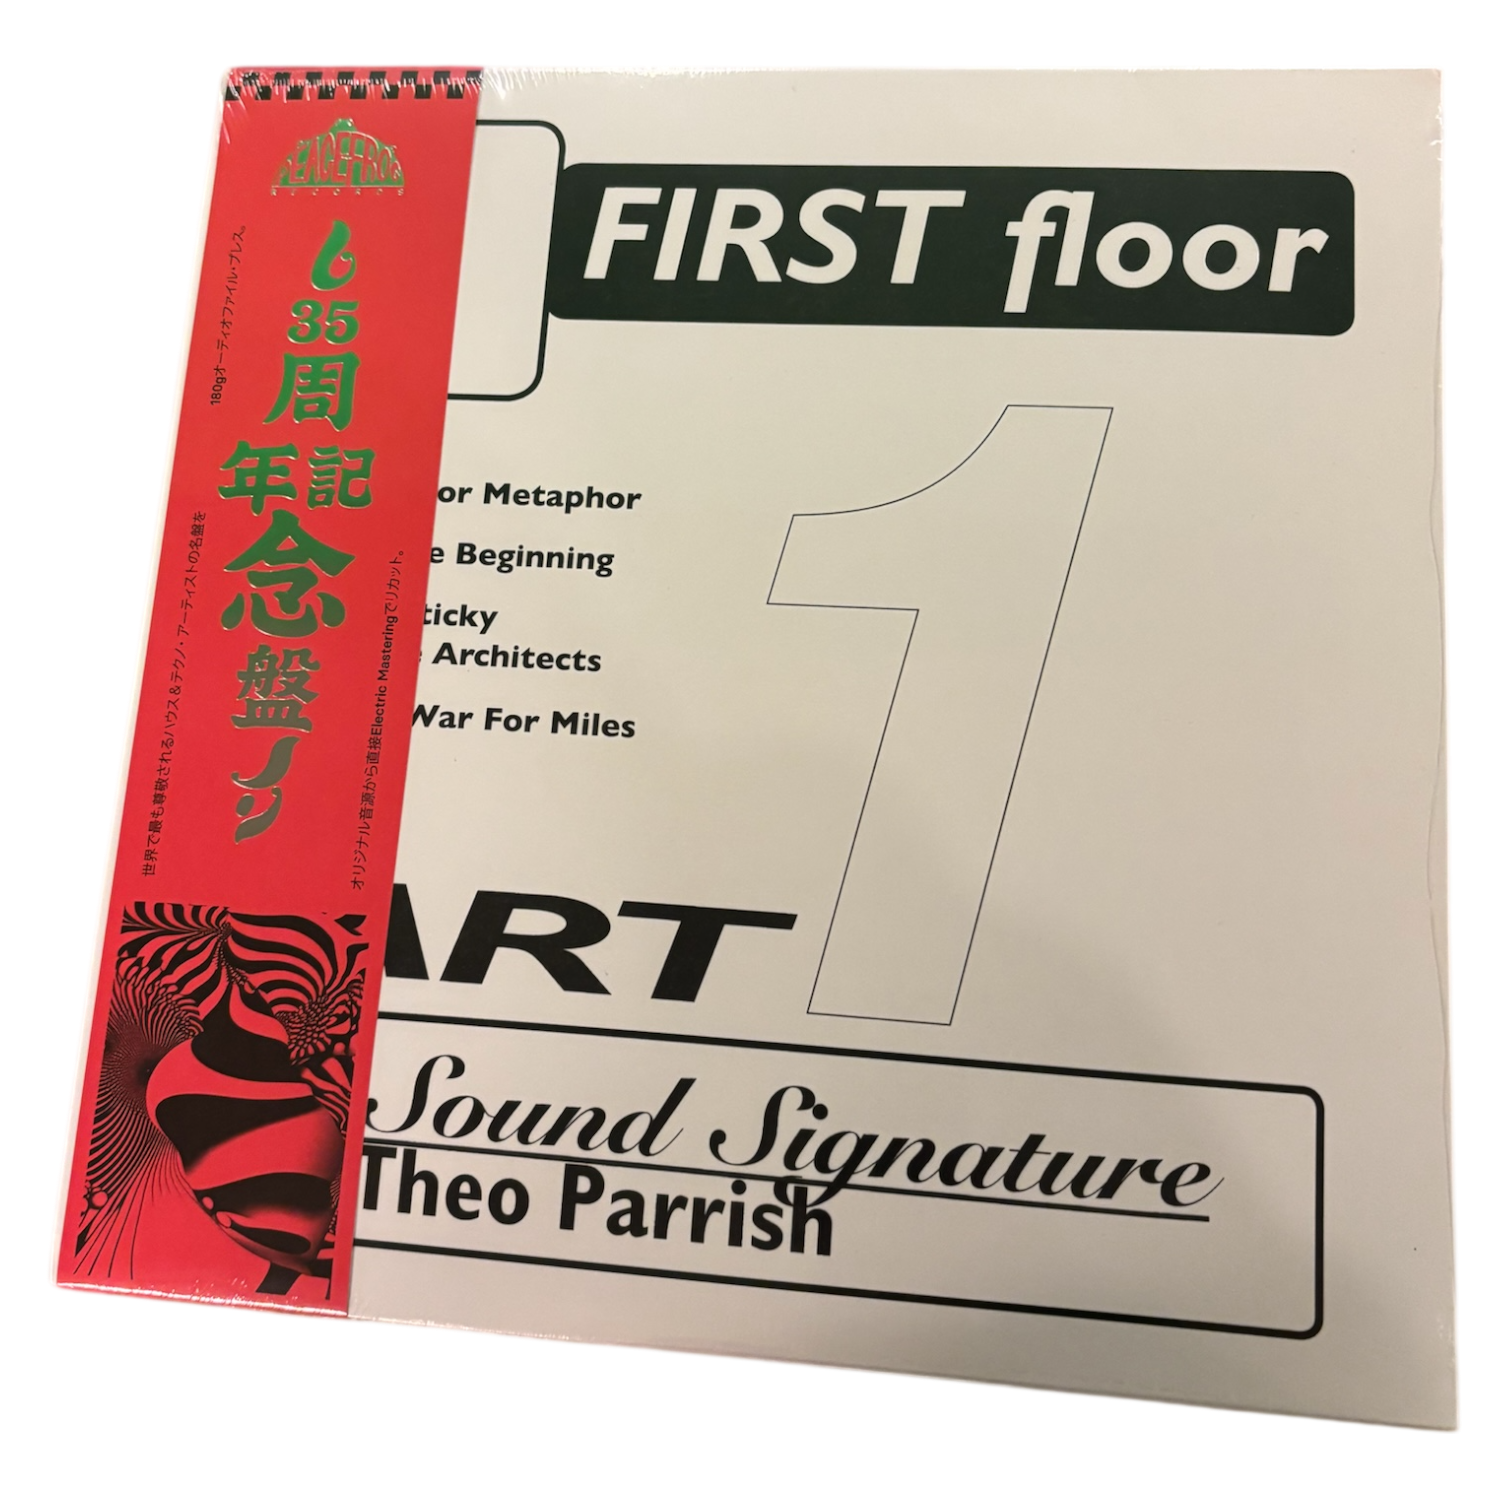 PEACEFROG
RECORDS
35
周
年記
念
盤
180gオーディオファイル・プレス。
世界で最も尊敬されるハウス&テクノ・アーティストの名盤を
オリジナル音源から直接Electric Masteringでリカット。
FIRST floor
or Metaphor
e Beginning
ticky
e Architects
War For Miles
ART 1
Sound Signature
Theo Parrish